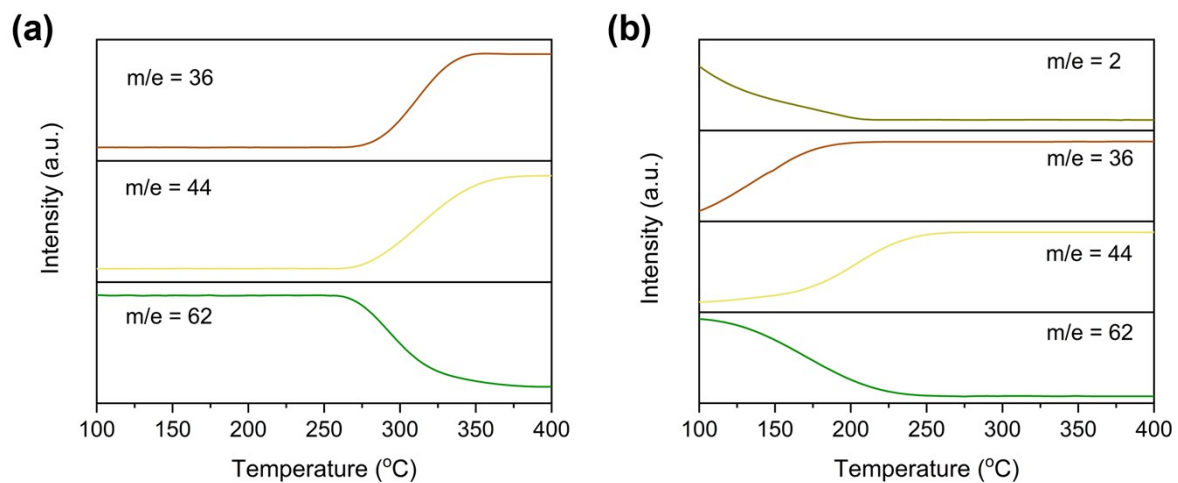 (a)
m/e = 36
m/e = 44
m/e = 62
Intensity (a.u.)
100 150 200 250 300 350 400
Temperature (°C)
(b)
m/e = 2
m/e = 36
m/e = 44
m/e = 62
Intensity (a.u.)
100 150 200 250 300 350 400
Temperature (°C)